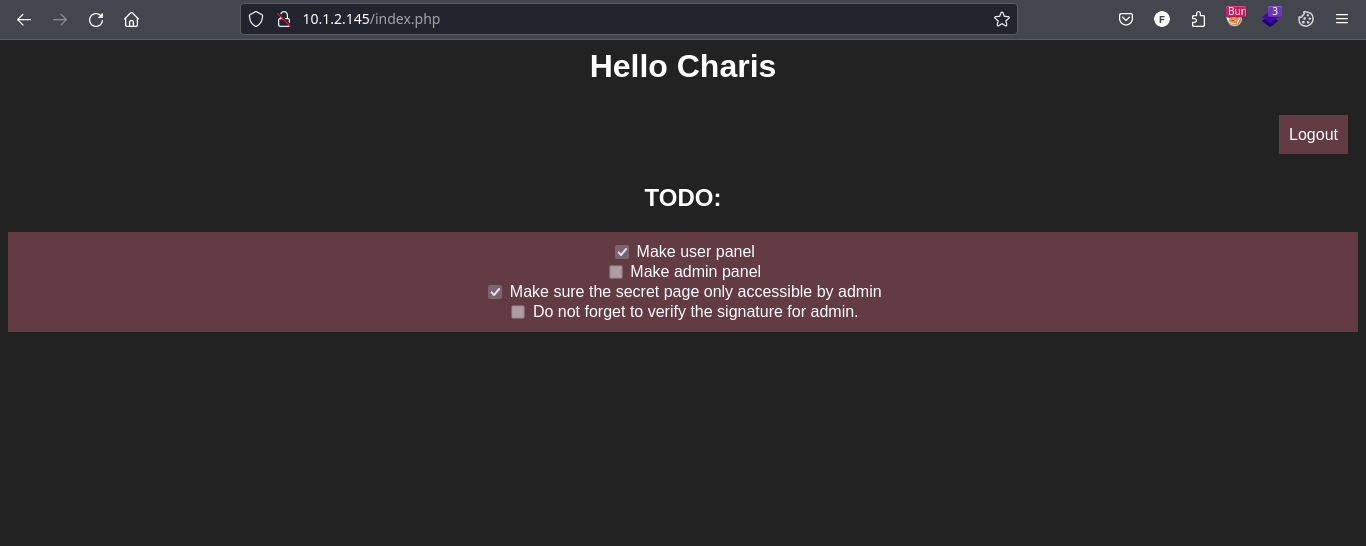 10.1.2.145/index.php
Bur
3
F
Hello Charis
Logout
TODO:
Make user panel
Make admin panel
Make sure the secret page only accessible by admin
Do not forget to verify the signature for admin.